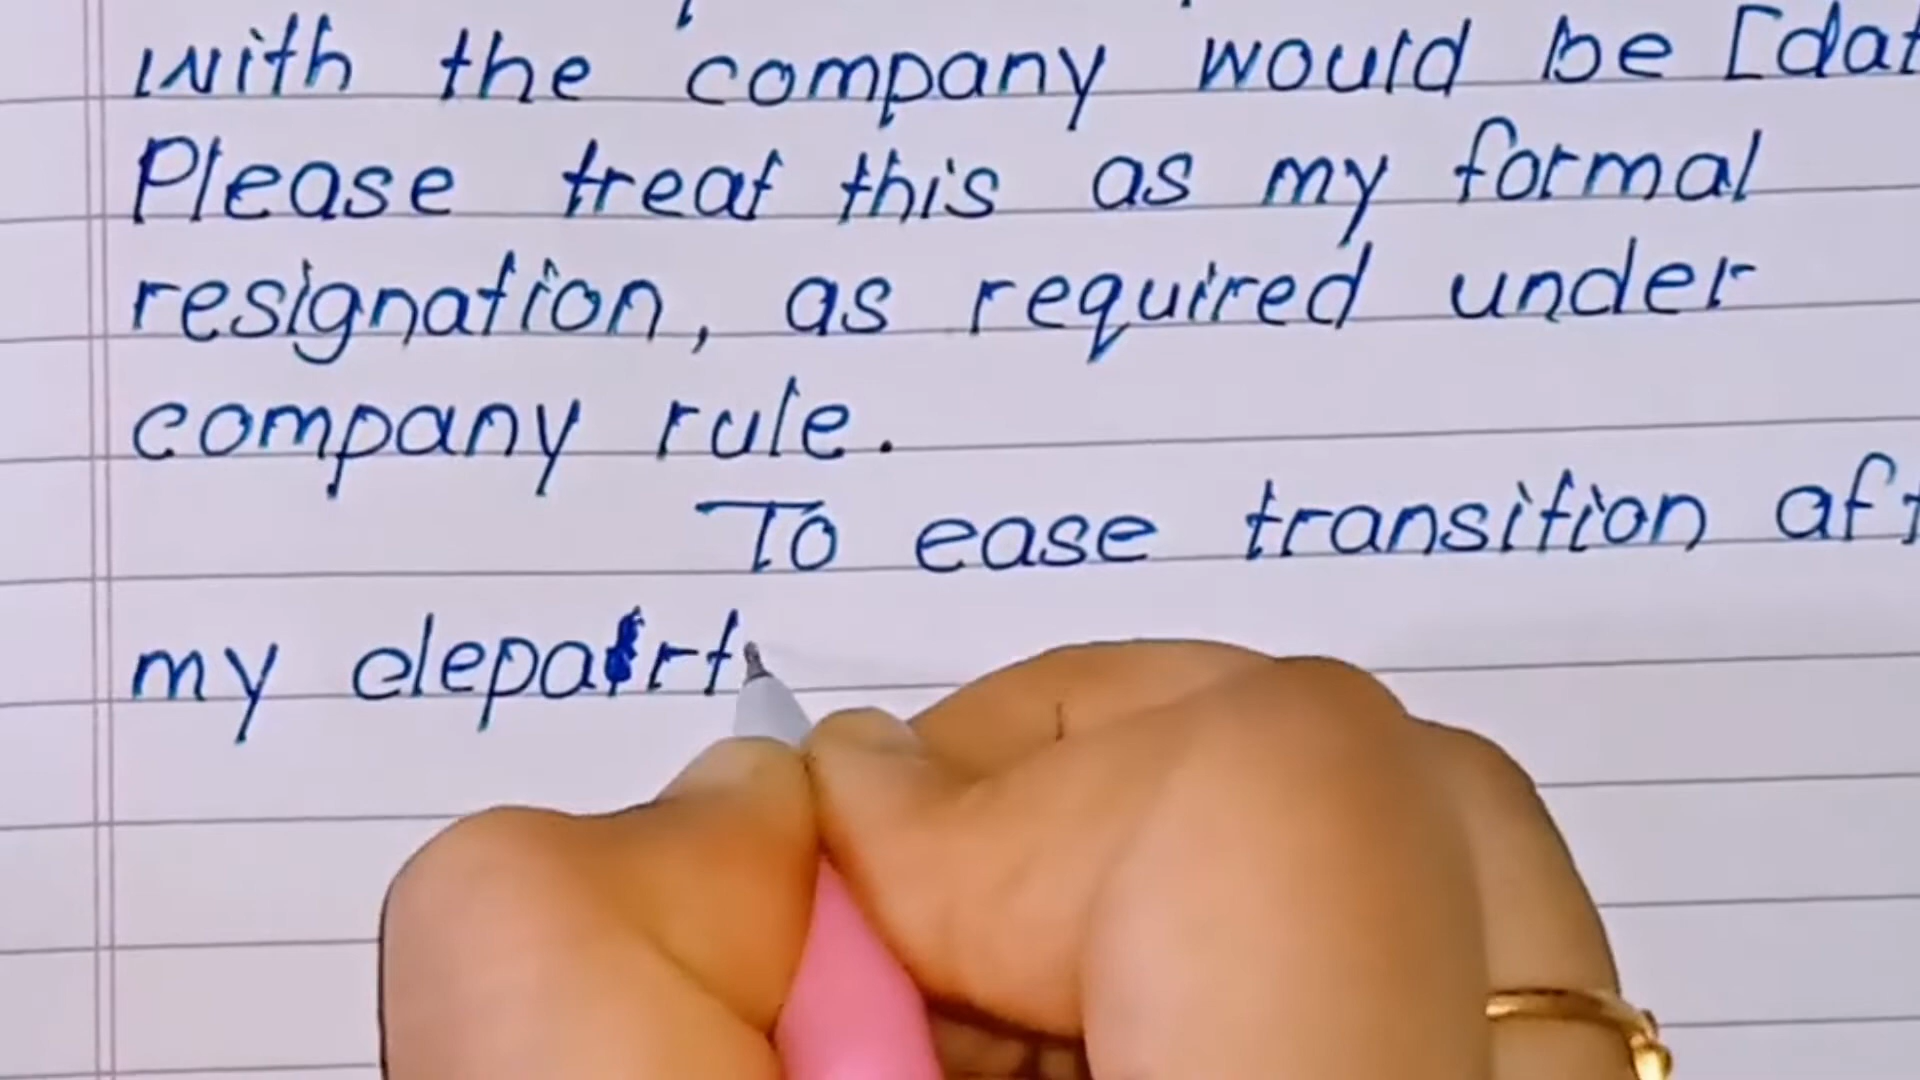 with the company would be [dat
Please treat this as my formal
resignation, as required under
company rule.
To ease transition aft
my depart